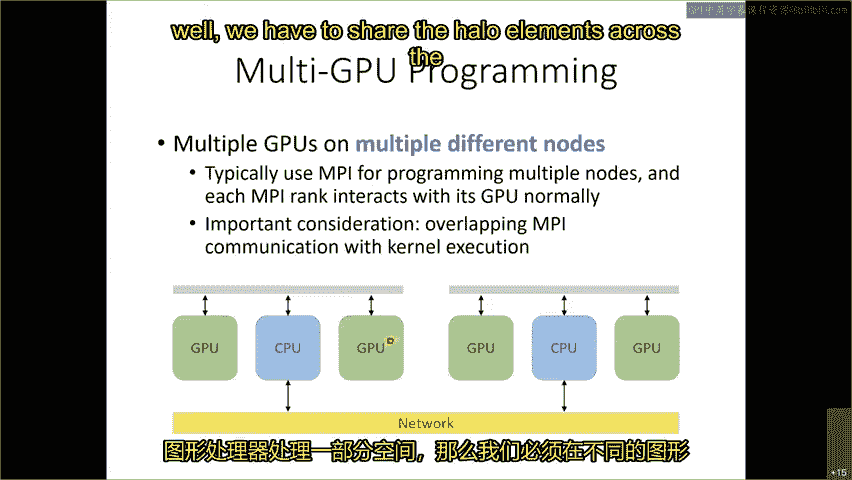 well, we have to share the halo elements across
the
Multi-GPU Programming
• Multiple GPUs on multiple different nodes
• Typically use MPI for programming multiple nodes, and
each MPI rank interacts with its GPU normally
• Important consideration: overlapping MPI
communication with kernel execution
GPU CPU GPU GPU CPU GPU
Network
图形处理器处理一部分空间，那么我们必须在不同的图形
+15